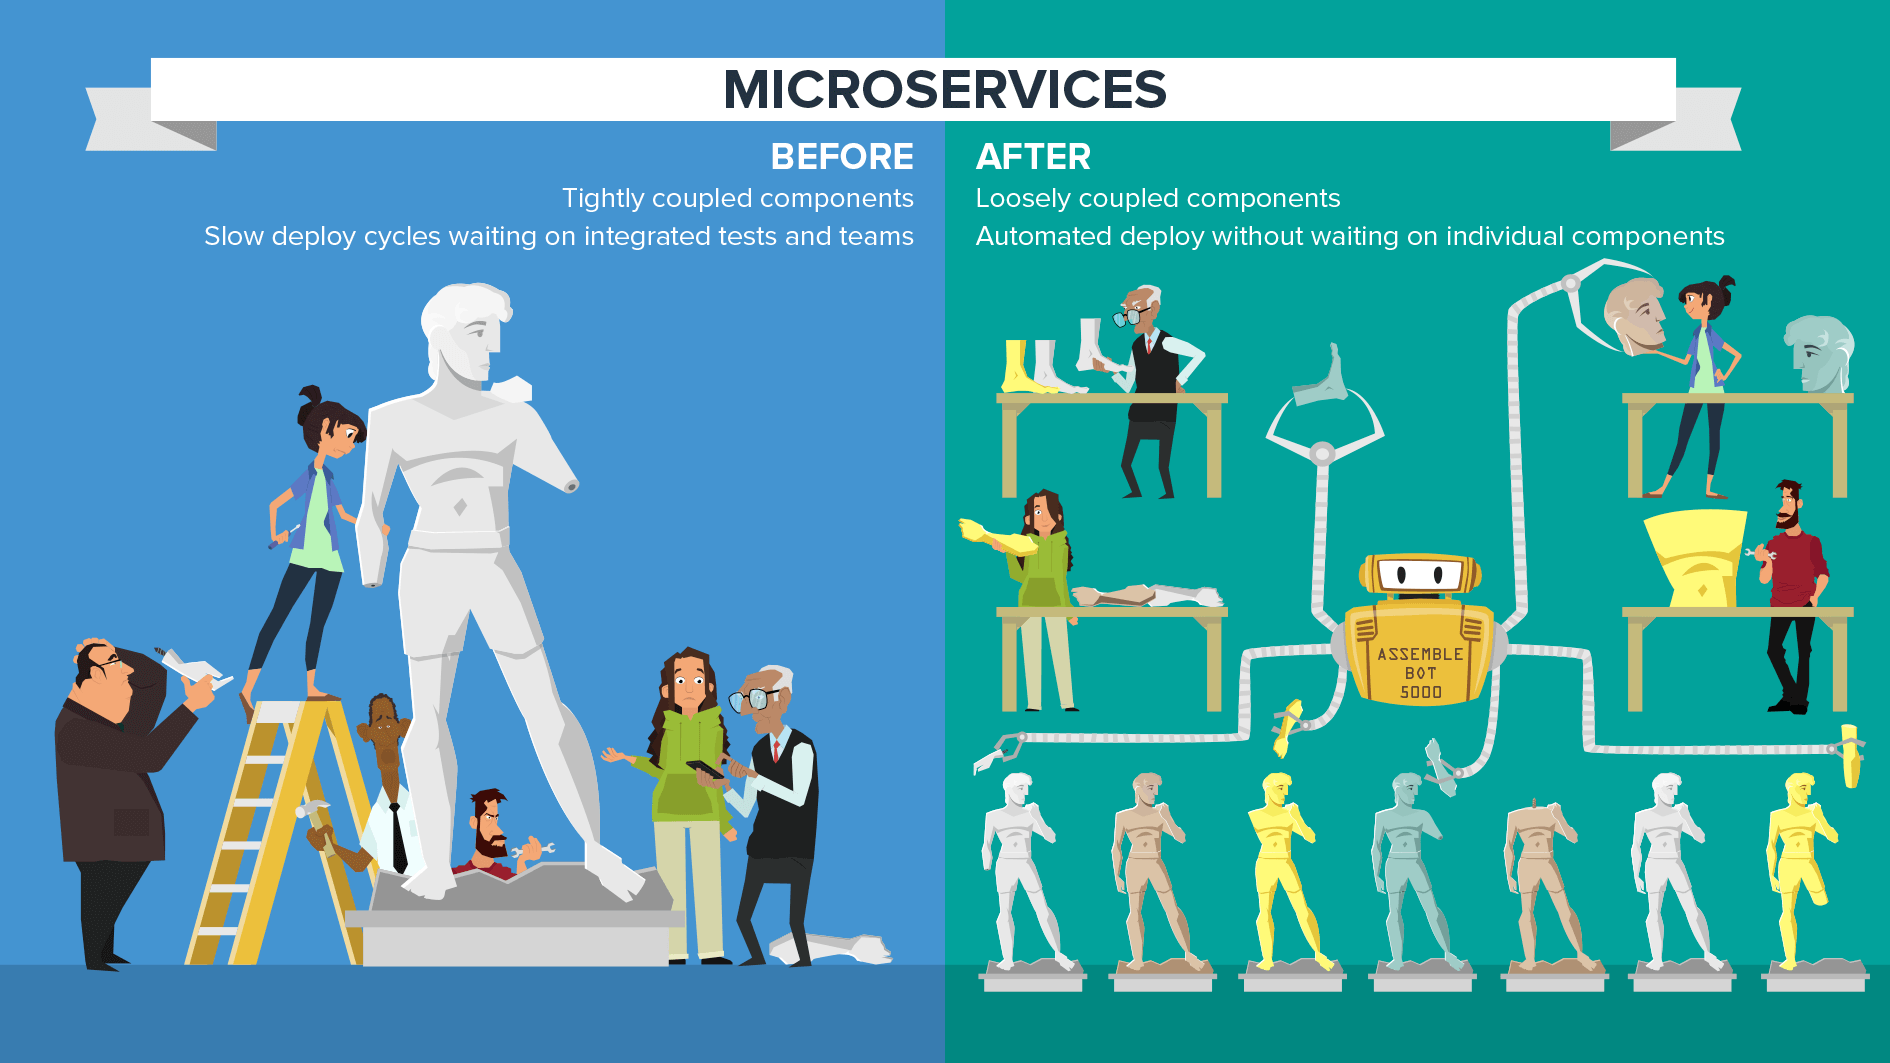 MICROSERVICES
BEFORE
Tightly coupled components
Slow deploy cycles waiting on integrated tests and teams
AFTER
Loosely coupled components
Automated deploy without waiting on individual components
ASSEMBLE
BOT
5000